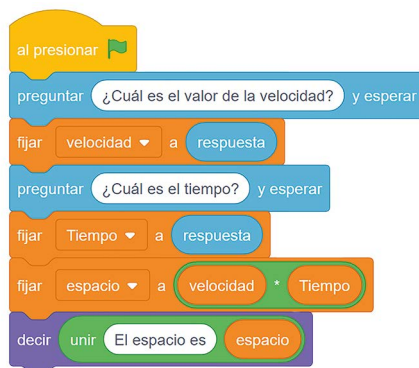 al presionar
preguntar ¿Cuál es el valor de la velocidad? y esperar
fijar velocidad a respuesta
preguntar ¿Cuál es el tiempo? y esperar
fijar Tiempo a respuesta
fijar espacio a velocidad * Tiempo
decir unir El espacio es espacio